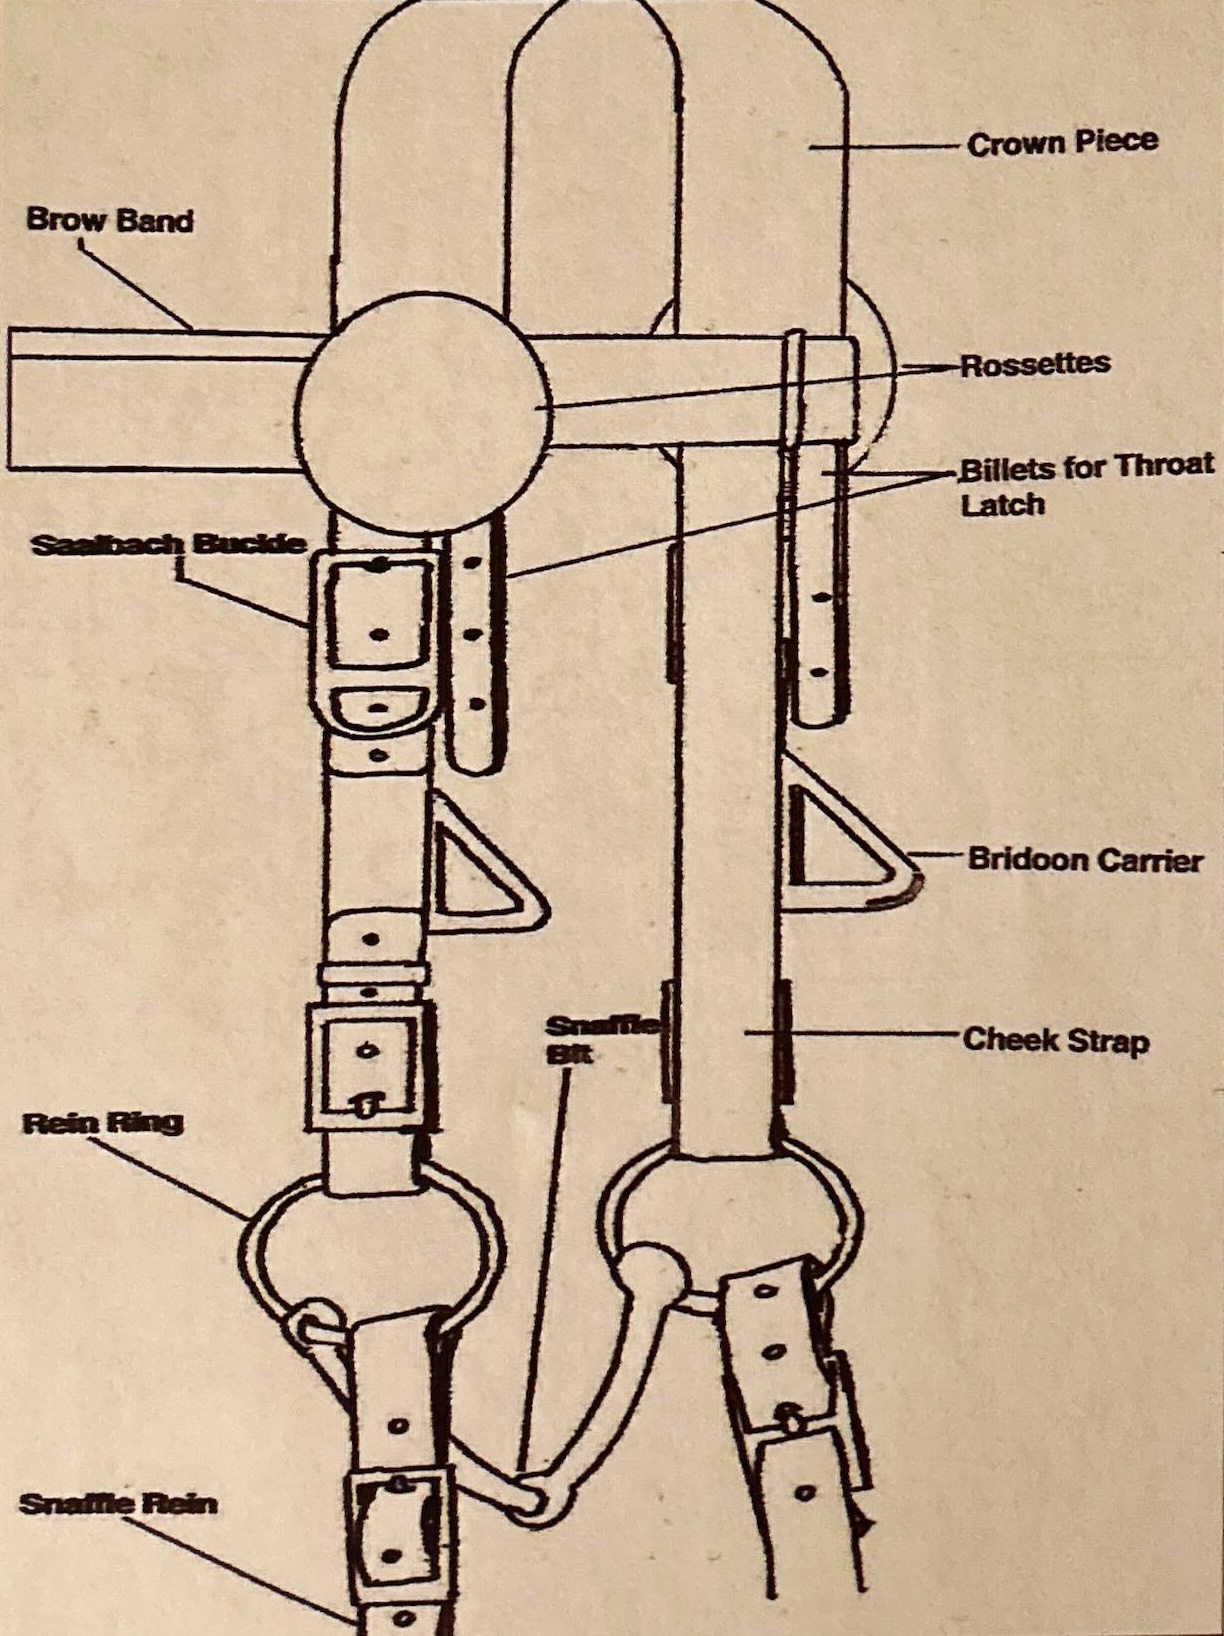 Crown Piece
Brow Band
Rossettes
Billets for Throat
Latch
Saalbach Buckle
Bridoon Carrier
Snaffle
Bit
Cheek Strap
Rein Ring
Snaffle Rein